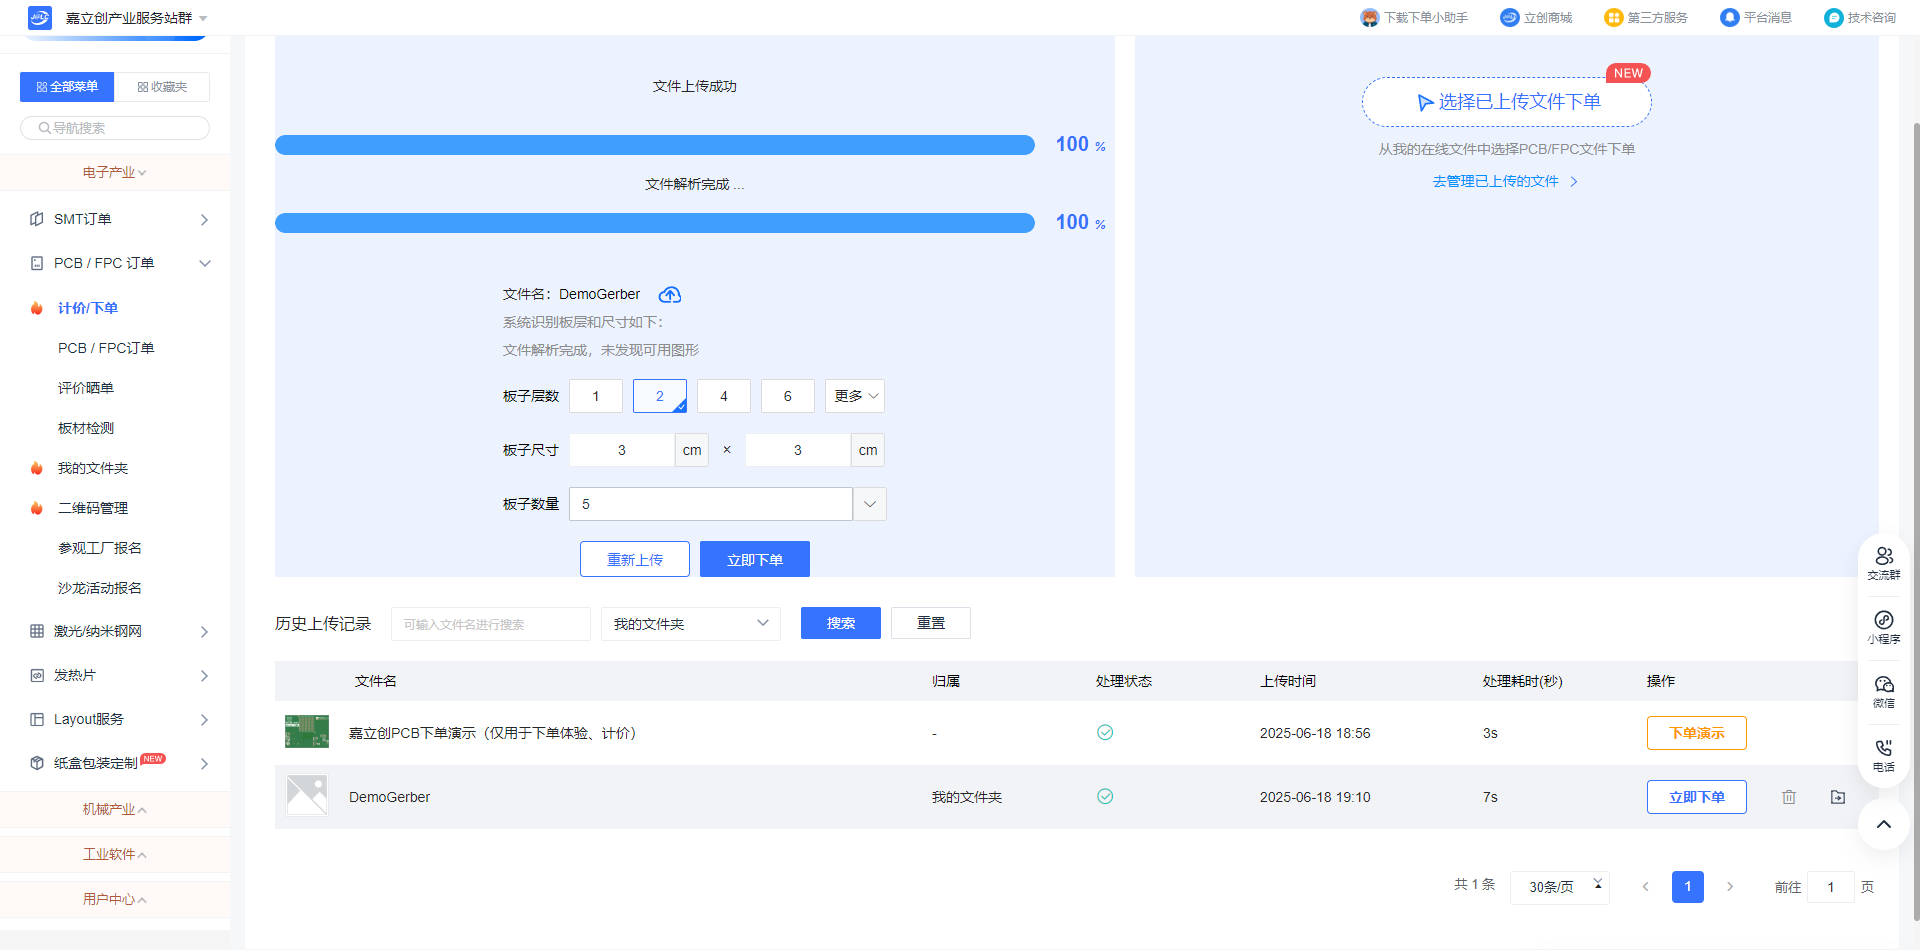 嘉立创产业服务站群
下载下单小助手
立创商城
第三方服务
平台消息
技术咨询
全部菜单
收藏夹
导航搜索
电子产业
SMT订单
PCB / FPC 订单
计价/下单
PCB / FPC订单
评价晒单
板材检测
我的文件夹
二维码管理
参观工厂报名
沙龙活动报名
激光/纳米钢网
发热片
Layout服务
纸盒包装定制 NEW
机械产业
工业软件
用户中心
文件上传成功
100 %
文件解析完成 ...
100 %
文件名：DemoGerber
系统识别板层和尺寸如下：
文件解析完成，未发现可用图形
板子层数 1 2 4 6 更多
板子尺寸 3 cm × 3 cm
板子数量 5
重新上传 立即下单
NEW
选择已上传文件下单
从我的在线文件中选择PCB/FPC文件下单
去管理已上传的文件
历史上传记录 可输入文件名进行搜索 我的文件夹 搜索 重置
文件名 归属 处理状态 上传时间 处理耗时(秒) 操作
嘉立创PCB下单演示（仅用于下单体验、计价） - 2025-06-18 18:56 3s 下单演示
DemoGerber 我的文件夹 2025-06-18 19:10 7s 立即下单
共 1 条 30条/页 1 前往 1 页
交流群
小程序
微信
电话